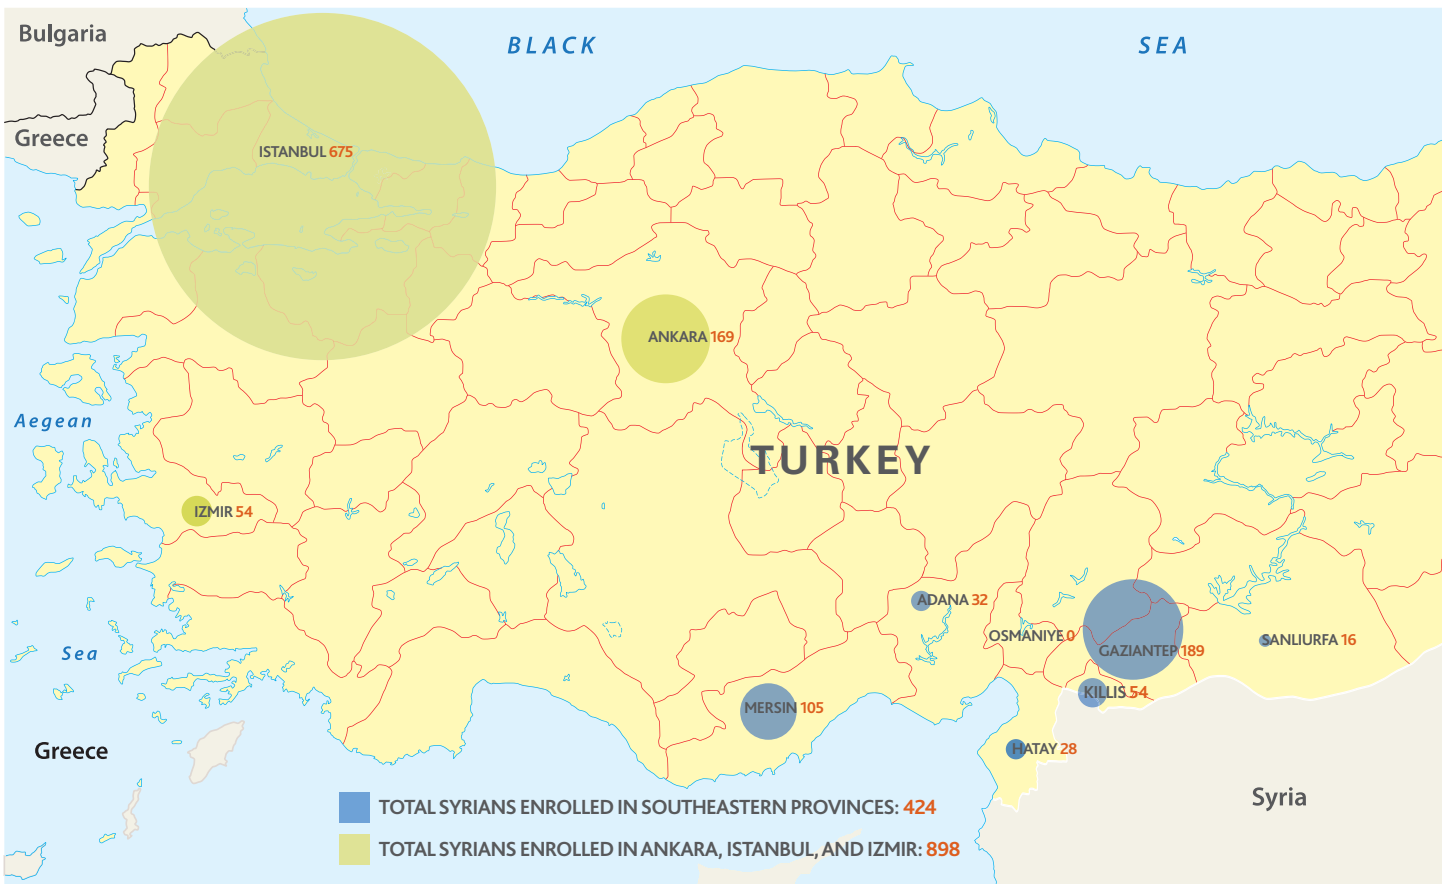 Bulgaria
BLACK SEA
Greece
ISTANBUL 675
ANKARA 169
Aegean
TURKEY
IZMIR 54
ADANA 32
OSMANIYE 0
GAZIANTEP 189
SANLIURFA 16
Sea
KILLIS 54
MERSIN 105
Greece
HATAY 28
Syria
TOTAL SYRIANS ENROLLED IN SOUTHEASTERN PROVINCES: 424
TOTAL SYRIANS ENROLLED IN ANKARA, ISTANBUL, AND IZMIR: 898